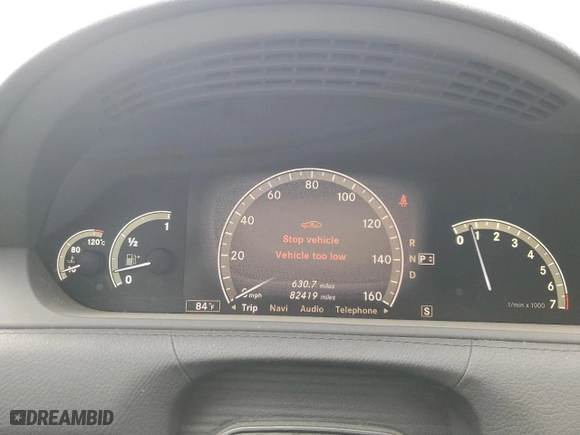 80
120°C
1
½
0
20
40
60
80
100
120
140
160
mph
Stop vehicle
Vehicle too low
630.7 miles
82419 miles
84°F
◂ Trip Navi Audio Telephone ▸
R
N P
D
S
0 1 2 3 4 5 6 7
1/min x 1000
DREAMBID